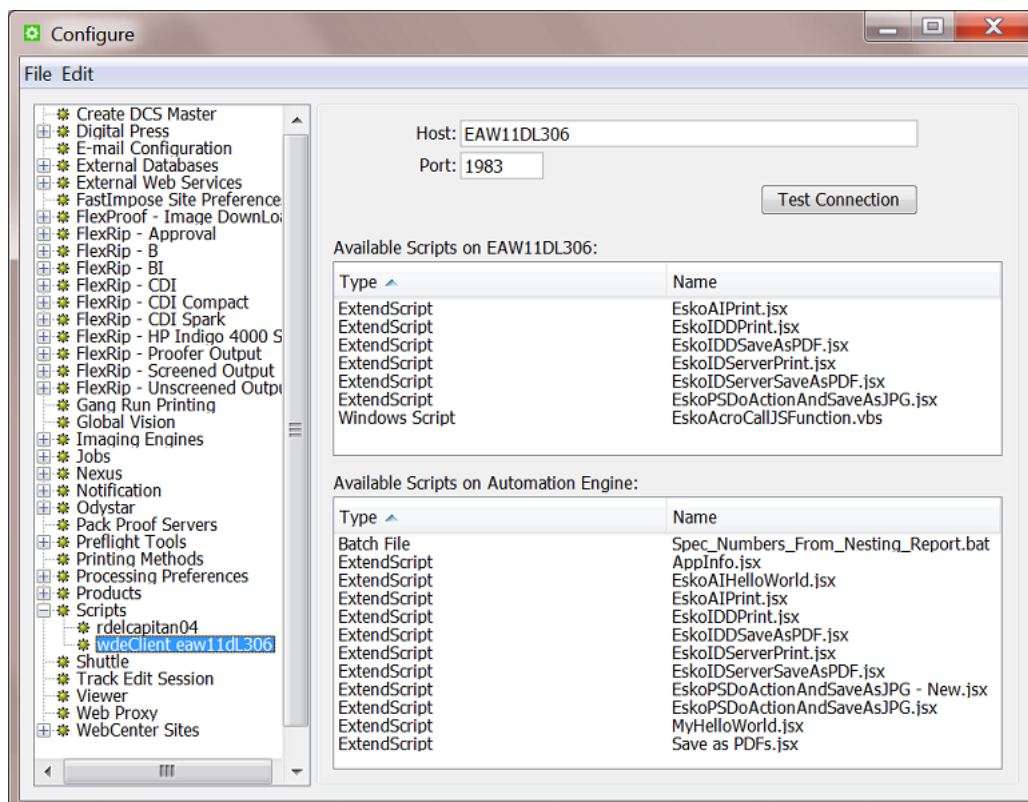 Configure
File Edit
Create DCS Master
Digital Press
E-mail Configuration
External Databases
External Web Services
FastImpose Site Preference
FlexProof - Image DownLoa
FlexRip - Approval
FlexRip - B
FlexRip - BI
FlexRip - CDI
FlexRip - CDI Compact
FlexRip - CDI Spark
FlexRip - HP Indigo 4000 S
FlexRip - Proofer Output
FlexRip - Screened Output
FlexRip - Unscreened Outpu
Gang Run Printing
Global Vision
Imaging Engines
Jobs
Nexus
Notification
Odystar
Pack Proof Servers
Preflight Tools
Printing Methods
Processing Preferences
Products
Scripts
rdelcapitan04
wdeClient eaw11dL306
Shuttle
Track Edit Session
Viewer
Web Proxy
WebCenter Sites
Host: EAW11DL306
Port: 1983
Test Connection
Available Scripts on EAW11DL306:
Type Name
ExtendScript EskoAIPrint.jsx
ExtendScript EskoIDDPrint.jsx
ExtendScript EskoIDDSaveAsPDF.jsx
ExtendScript EskoIDServerPrint.jsx
ExtendScript EskoIDServerSaveAsPDF.jsx
ExtendScript EskoPSDoActionAndSaveAsJPG.jsx
Windows Script EskoAcroCallJSFunction.vbs
Available Scripts on Automation Engine:
Type Name
Batch File Spec_Numbers_From_Nesting_Report.bat
ExtendScript AppInfo.jsx
ExtendScript EskoAIHelloWorld.jsx
ExtendScript EskoAIPrint.jsx
ExtendScript EskoIDDPrint.jsx
ExtendScript EskoIDDSaveAsPDF.jsx
ExtendScript EskoIDServerPrint.jsx
ExtendScript EskoIDServerSaveAsPDF.jsx
ExtendScript EskoPSDoActionAndSaveAsJPG - New.jsx
ExtendScript EskoPSDoActionAndSaveAsJPG.jsx
ExtendScript MyHelloWorld.jsx
ExtendScript Save as PDFs.jsx